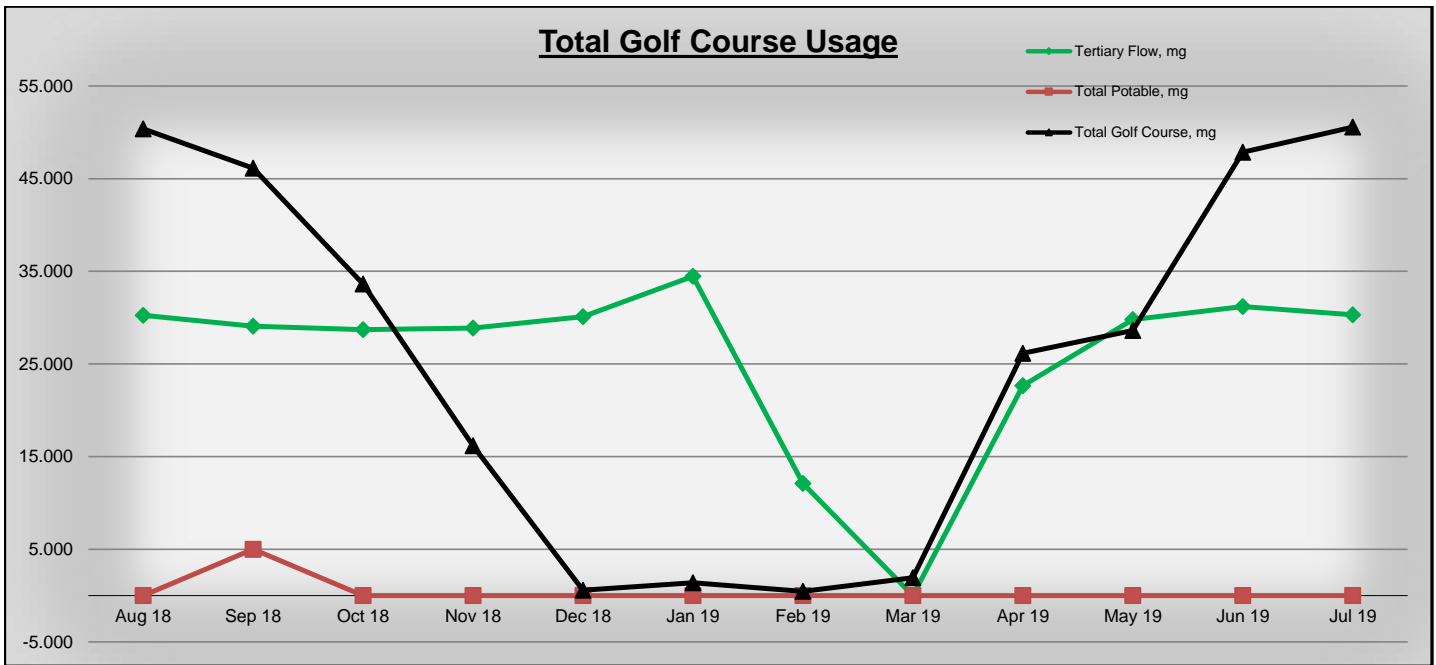 Total Golf Course Usage
Tertiary Flow, mg
Total Potable, mg
Total Golf Course, mg
55.000
45.000
35.000
25.000
15.000
5.000
-5.000
Aug 18 Sep 18 Oct 18 Nov 18 Dec 18 Jan 19 Feb 19 Mar 19 Apr 19 May 19 Jun 19 Jul 19